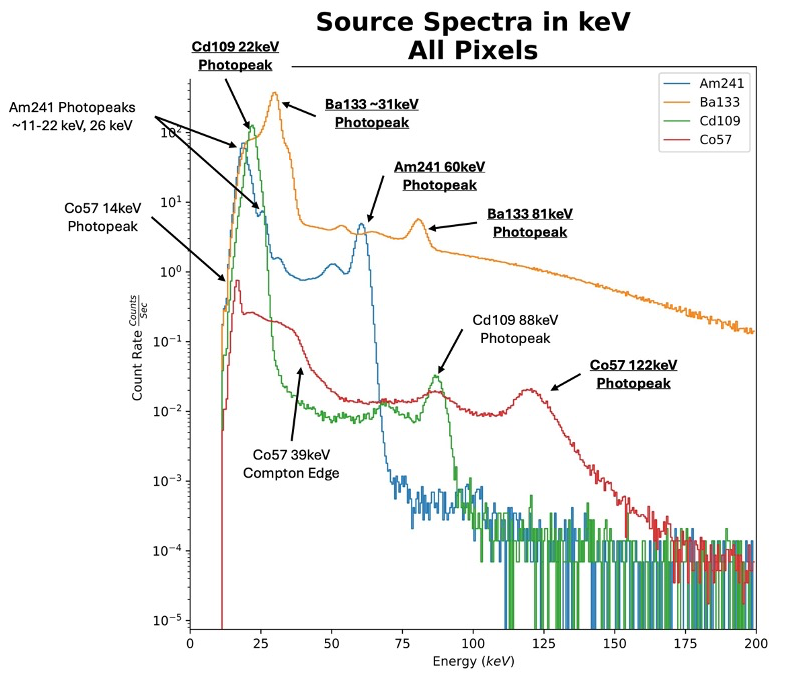 Source Spectra in keV
All Pixels
Cd109 22keV
Photopeak
Am241 Photopeaks
~11-22 keV, 26 keV
Ba133 ~31keV
Photopeak
Am241
Ba133
Cd109
Co57
Am241 60keV
Photopeak
Co57 14keV
Photopeak
Ba133 81keV
Photopeak
Cd109 88keV
Photopeak
Co57 122keV
Photopeak
Co57 39keV
Compton Edge
Count Rate Counts/Sec
10²
10¹
10⁰
10⁻¹
10⁻²
10⁻³
10⁻⁴
10⁻⁵
0 25 50 75 100 125 150 175 200
Energy (keV)